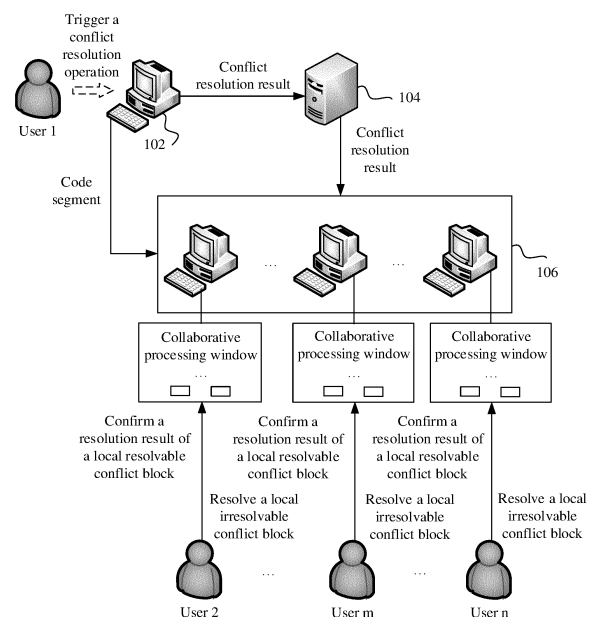 Trigger a
conflict
resolution
operation
User 1
102
Conflict
resolution result
104
Conflict
resolution
result
Code
segment
...
...
106
Collaborative
processing window
...
Collaborative
processing window
...
Collaborative
processing window
...
Confirm a
resolution result of
a local resolvable
conflict block
Confirm a
resolution result of
a local resolvable
conflict block
Confirm a
resolution result of
a local resolvable
conflict block
Resolve a local
irresolvable
conflict block
Resolve a local
irresolvable
conflict block
Resolve a local
irresolvable
conflict block
User 2
...
User m
...
User n